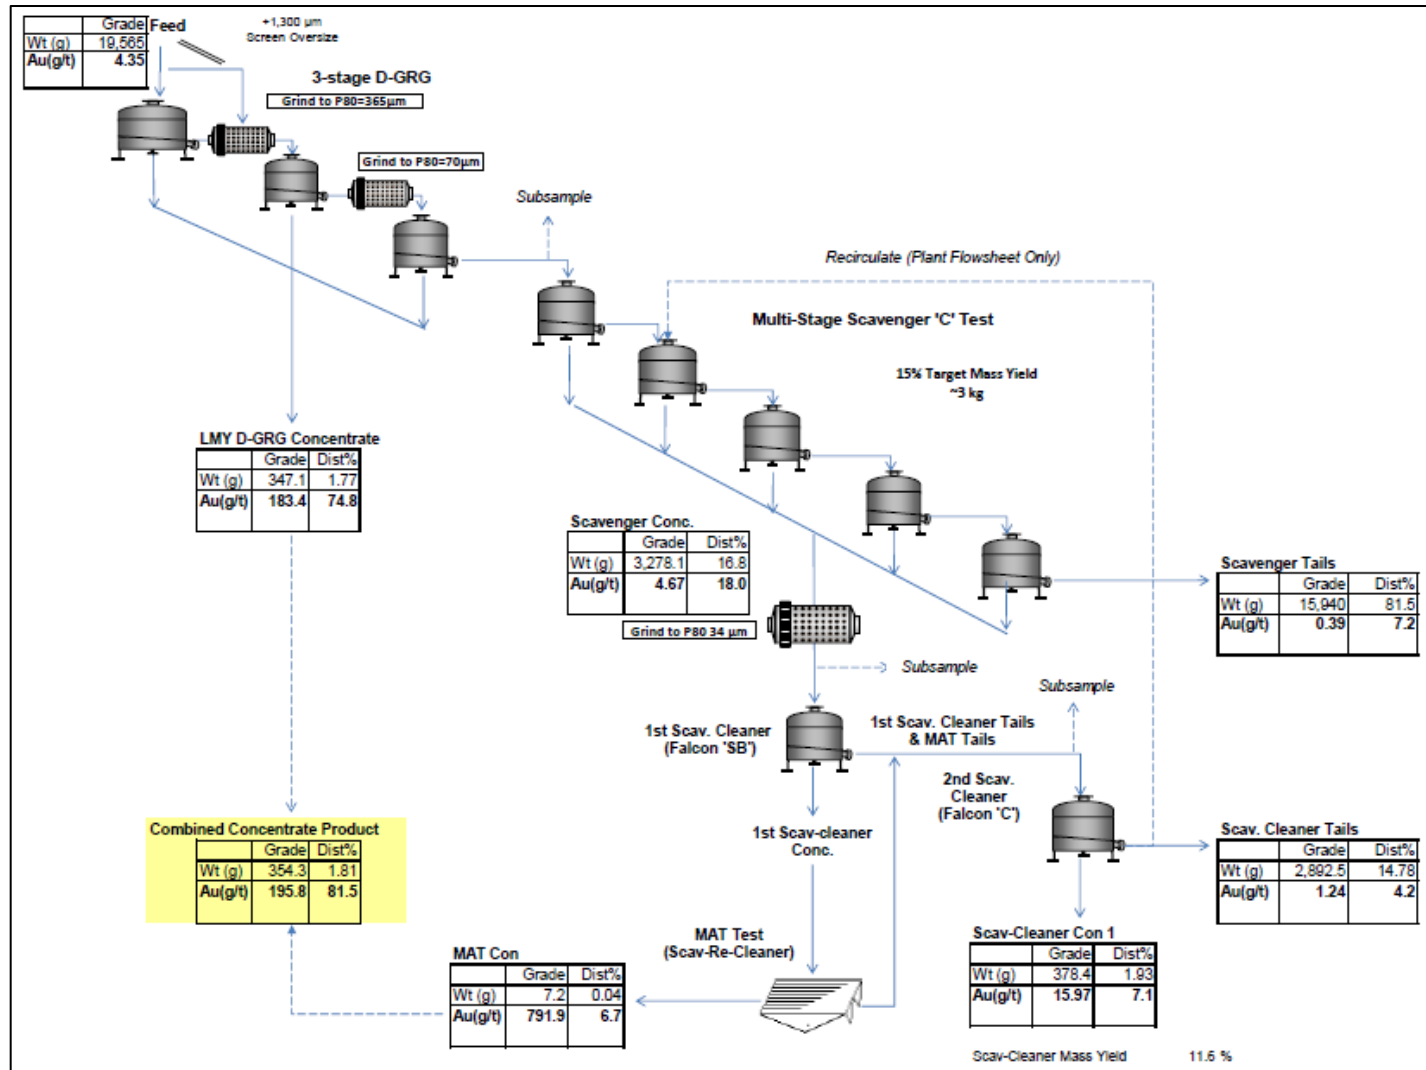 Grade
Wt (g) 19,565
Au(g/t) 4.35
Feed
+1,300 µm
Screen Oversize
3-stage D-GRG
Grind to P80=365µm
Grind to P80=70µm
Subsample
Recirculate (Plant Flowsheet Only)
Multi-Stage Scavenger 'C' Test
15% Target Mass Yield
~3 kg
LMY D-GRG Concentrate
Grade Dist%
Wt (g) 347.1 1.77
Au(g/t) 183.4 74.8
Scavenger Conc.
Grade Dist%
Wt (g) 3,278.1 16.8
Au(g/t) 4.67 18.0
Grind to P80 34 µm
Scavenger Tails
Grade Dist%
Wt (g) 15,940 81.5
Au(g/t) 0.39 7.2
Subsample
Subsample
1st Scav. Cleaner
(Falcon 'SB')
1st Scav. Cleaner Tails
& MAT Tails
2nd Scav.
Cleaner
(Falcon 'C')
1st Scav-cleaner
Conc.
Combined Concentrate Product
Grade Dist%
Wt (g) 354.3 1.81
Au(g/t) 195.8 81.5
Scav. Cleaner Tails
Grade Dist%
Wt (g) 2,892.5 14.78
Au(g/t) 1.24 4.2
MAT Test
(Scav-Re-Cleaner)
MAT Con
Grade Dist%
Wt (g) 7.2 0.04
Au(g/t) 791.9 6.7
Scav-Cleaner Con 1
Grade Dist%
Wt (g) 378.4 1.93
Au(g/t) 15.97 7.1
Scav-Cleaner Mass Yield 11.6 %